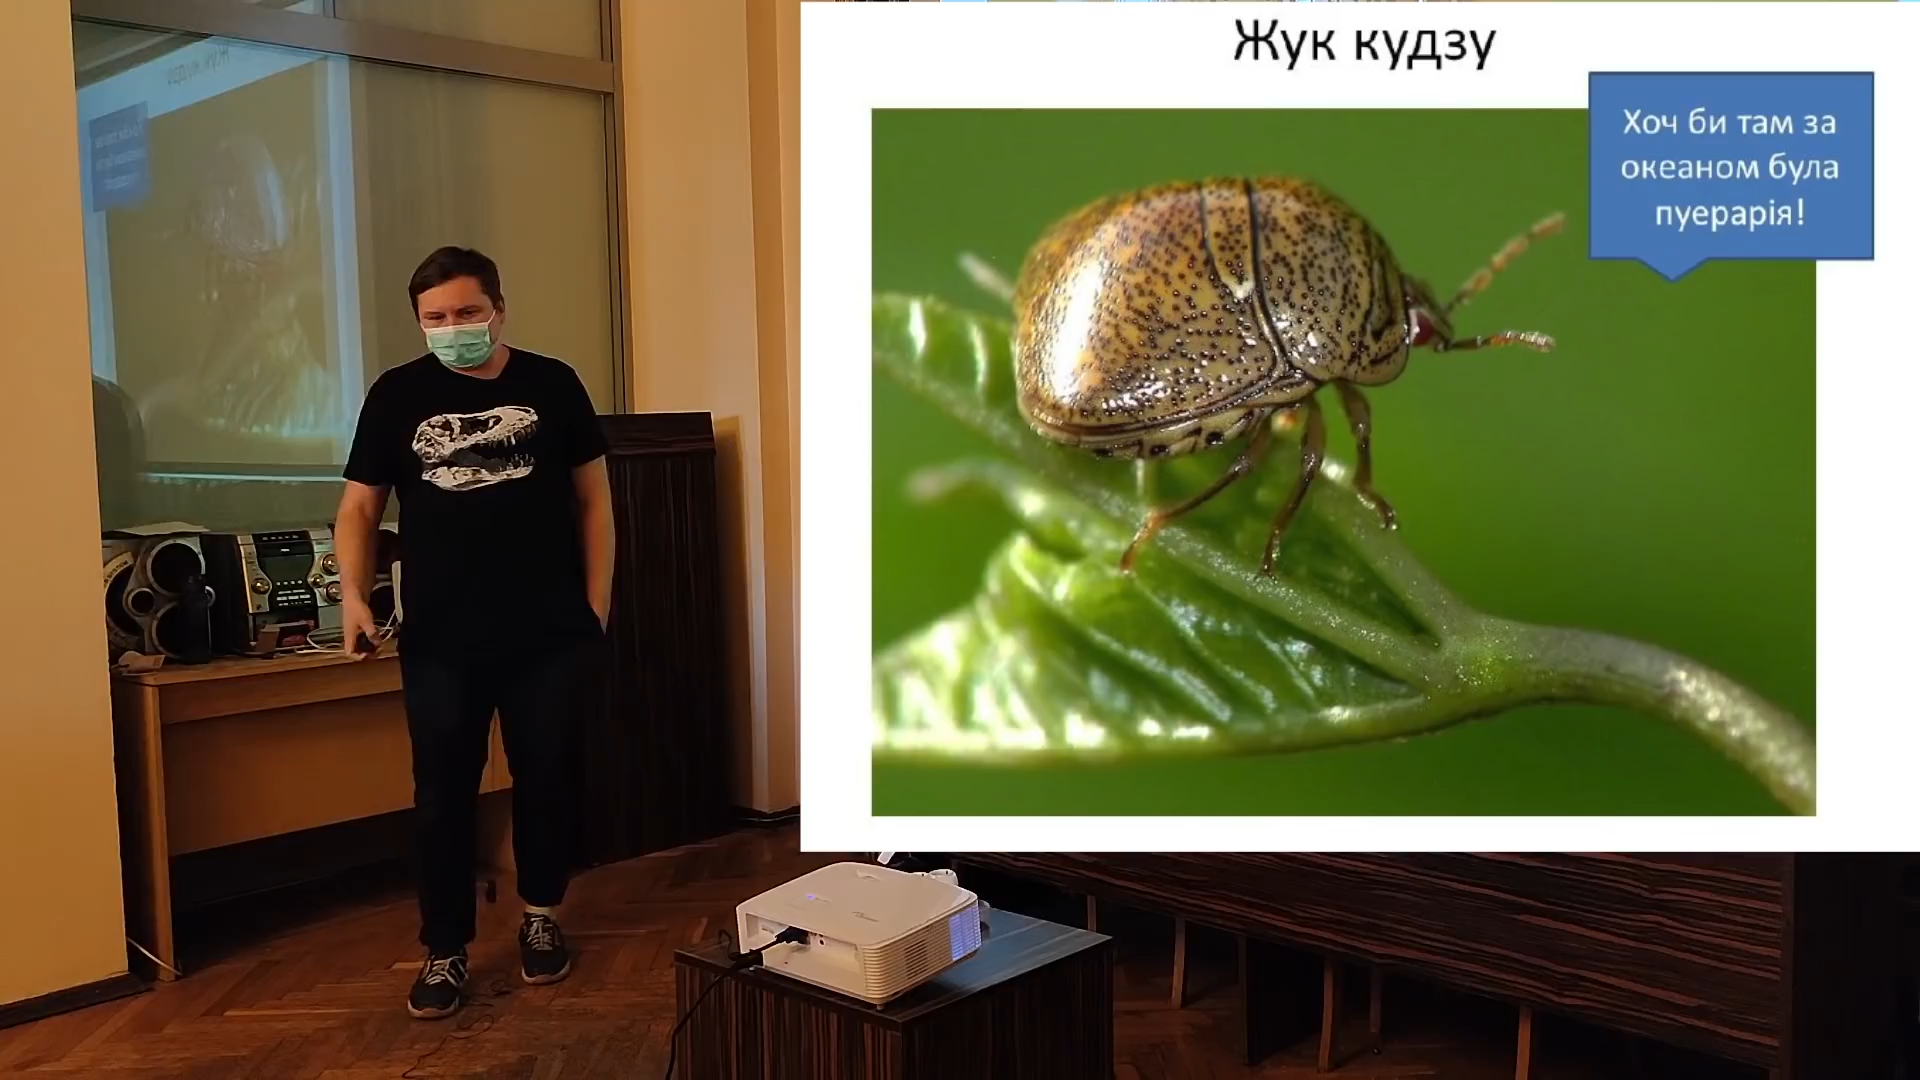 Жук кудзу
Хоч би там за
океаном була
пуерарія!